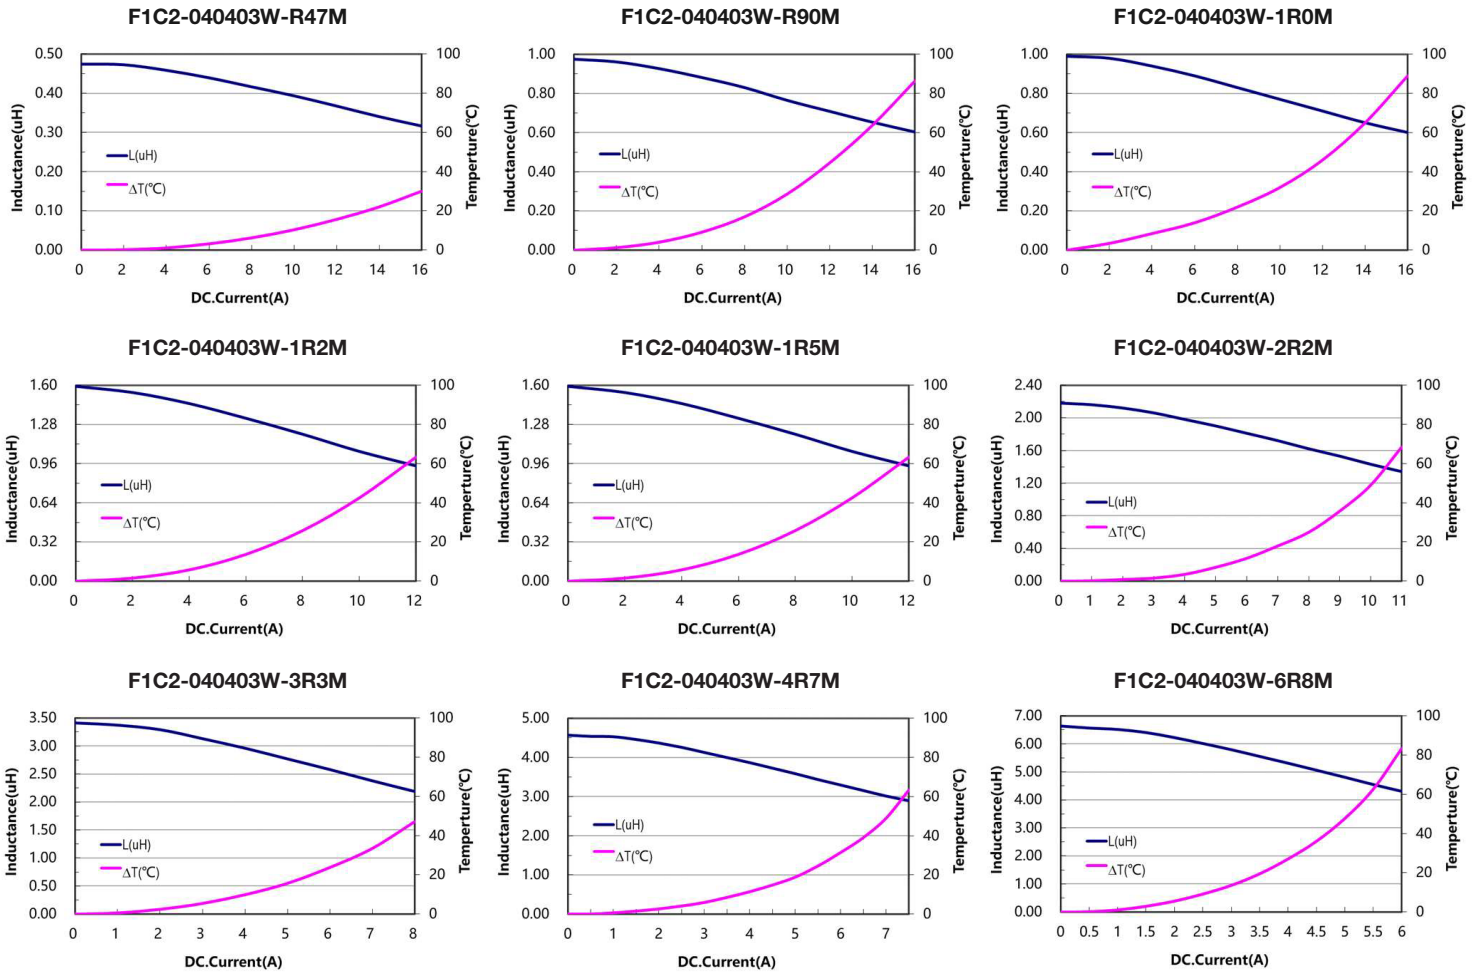 F1C2-040403W-R47M
0.50
0.40
0.30
0.20
0.10
0.00
100
80
60
40
20
0
0 2 4 6 8 10 12 14 16
Inductance(uH)
Temperture(℃)
L(uH)
ΔT(℃)
DC.Current(A)
F1C2-040403W-R90M
1.00
0.80
0.60
0.40
0.20
0.00
100
80
60
40
20
0
0 2 4 6 8 10 12 14 16
Inductance(uH)
Temperture(℃)
L(uH)
ΔT(℃)
DC.Current(A)
F1C2-040403W-1R0M
1.00
0.80
0.60
0.40
0.20
0.00
100
80
60
40
20
0
0 2 4 6 8 10 12 14 16
Inductance(uH)
Temperture(℃)
L(uH)
ΔT(℃)
DC.Current(A)
F1C2-040403W-1R2M
1.60
1.28
0.96
0.64
0.32
0.00
100
80
60
40
20
0
0 2 4 6 8 10 12
Inductance(uH)
Temperture(℃)
L(uH)
ΔT(℃)
DC.Current(A)
F1C2-040403W-1R5M
1.60
1.28
0.96
0.64
0.32
0.00
100
80
60
40
20
0
0 2 4 6 8 10 12
Inductance(uH)
Temperture(℃)
L(uH)
ΔT(℃)
DC.Current(A)
F1C2-040403W-2R2M
2.40
2.00
1.60
1.20
0.80
0.40
0.00
100
80
60
40
20
0
0 1 2 3 4 5 6 7 8 9 10 11
Inductance(uH)
Temperture(℃)
L(uH)
ΔT(℃)
DC.Current(A)
F1C2-040403W-3R3M
3.50
3.00
2.50
2.00
1.50
1.00
0.50
0.00
100
80
60
40
20
0
0 1 2 3 4 5 6 7 8
Inductance(uH)
Temperture(℃)
L(uH)
ΔT(℃)
DC.Current(A)
F1C2-040403W-4R7M
5.00
4.00
3.00
2.00
1.00
0.00
100
80
60
40
20
0
0 1 2 3 4 5 6 7
Inductance(uH)
Temperture(℃)
L(uH)
ΔT(℃)
DC.Current(A)
F1C2-040403W-6R8M
7.00
6.00
5.00
4.00
3.00
2.00
1.00
0.00
100
80
60
40
20
0
0 0.5 1 1.5 2 2.5 3 3.5 4 4.5 5 5.5 6
Inductance(uH)
Temperture(℃)
L(uH)
ΔT(℃)
DC.Current(A)